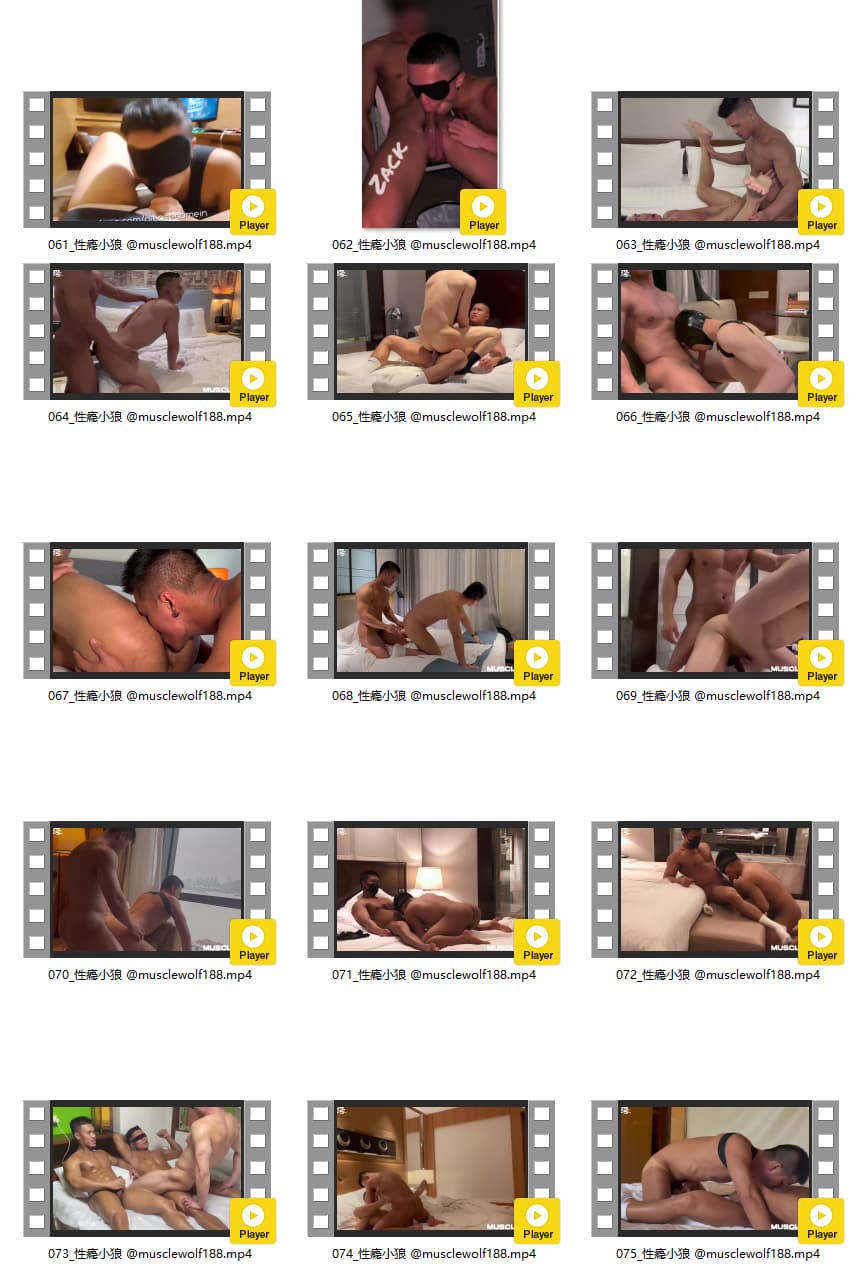 ZACK
Player
Player
Player
061_性瘾小狼 @musclewolf188.mp4
062_性瘾小狼 @musclewolf188.mp4
063_性瘾小狼 @musclewolf188.mp4
MUSCL
Player
Player
Player
064_性瘾小狼 @musclewolf188.mp4
065_性瘾小狼 @musclewolf188.mp4
066_性瘾小狼 @musclewolf188.mp4
MUSCL
MUSCL
Player
Player
Player
067_性瘾小狼 @musclewolf188.mp4
068_性瘾小狼 @musclewolf188.mp4
069_性瘾小狼 @musclewolf188.mp4
MUSCL
MUSCL
Player
Player
Player
070_性瘾小狼 @musclewolf188.mp4
071_性瘾小狼 @musclewolf188.mp4
072_性瘾小狼 @musclewolf188.mp4
MUSCL
MUSCL
Player
Player
Player
073_性瘾小狼 @musclewolf188.mp4
074_性瘾小狼 @musclewolf188.mp4
075_性瘾小狼 @musclewolf188.mp4